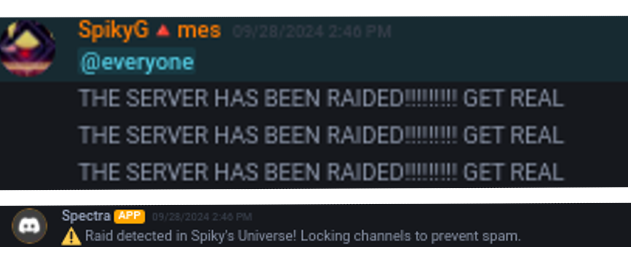 SpikyG🔺mes 09/28/2024 2:46 PM
@everyone
THE SERVER HAS BEEN RAIDED!!!!!!!!! GET REAL
THE SERVER HAS BEEN RAIDED!!!!!!!!! GET REAL
THE SERVER HAS BEEN RAIDED!!!!!!!!! GET REAL
Spectra APP 09/28/2024 2:46 PM
⚠️ Raid detected in Spiky's Universe! Locking channels to prevent spam.